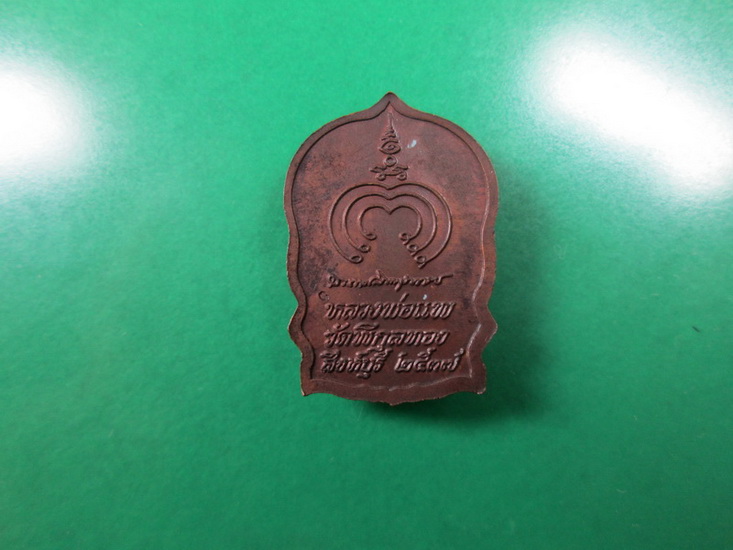 หลวงพ่อแพ
วัดพิกุลทอง
สิงห์บุรี ๒๕๓๗